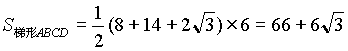 S梯形ABCD = 1/2 (8 + 14 + 2√3) × 6 = 66 + 6√3